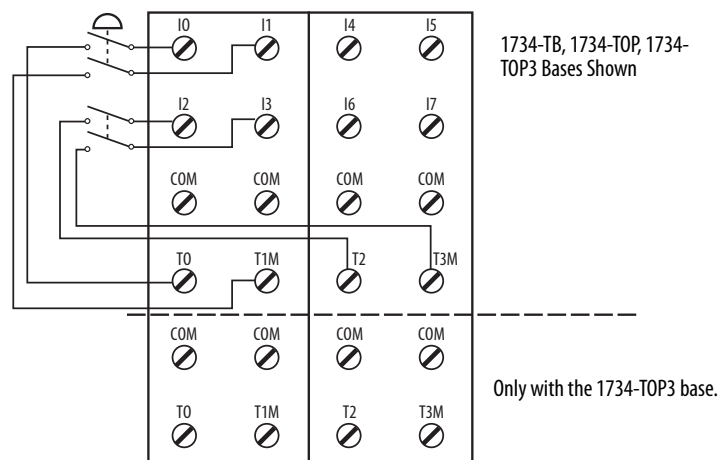 I0 I1 I4 I5
1734-TB, 1734-TOP, 1734-
TOP3 Bases Shown
I2 I3 I6 I7
COM COM COM COM
T0 T1M T2 T3M
COM COM COM COM
Only with the 1734-TOP3 base.
T0 T1M T2 T3M